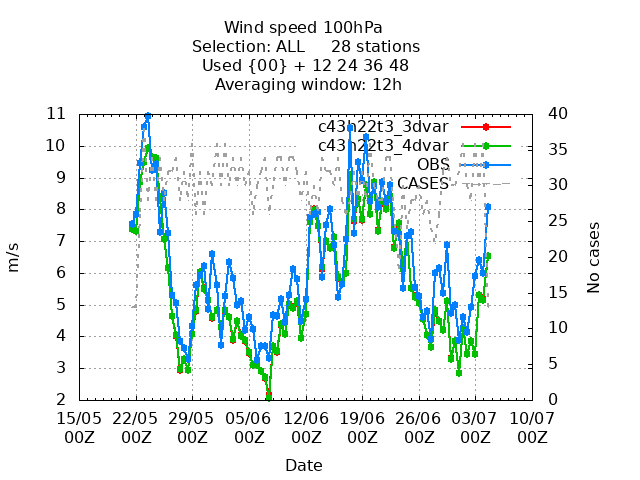 Wind speed 100hPa
Selection: ALL 28 stations
Used {00} + 12 24 36 48
Averaging window: 12h
c43h22t3_3dvar
c43h22t3_4dvar
OBS
CASES
m/s
11
10
9
8
7
6
5
4
3
2
No cases
40
35
30
25
20
15
10
5
0
15/05 22/05 29/05 05/06 12/06 19/06 26/06 03/07 10/07
00Z 00Z 00Z 00Z 00Z 00Z 00Z 00Z 00Z
Date